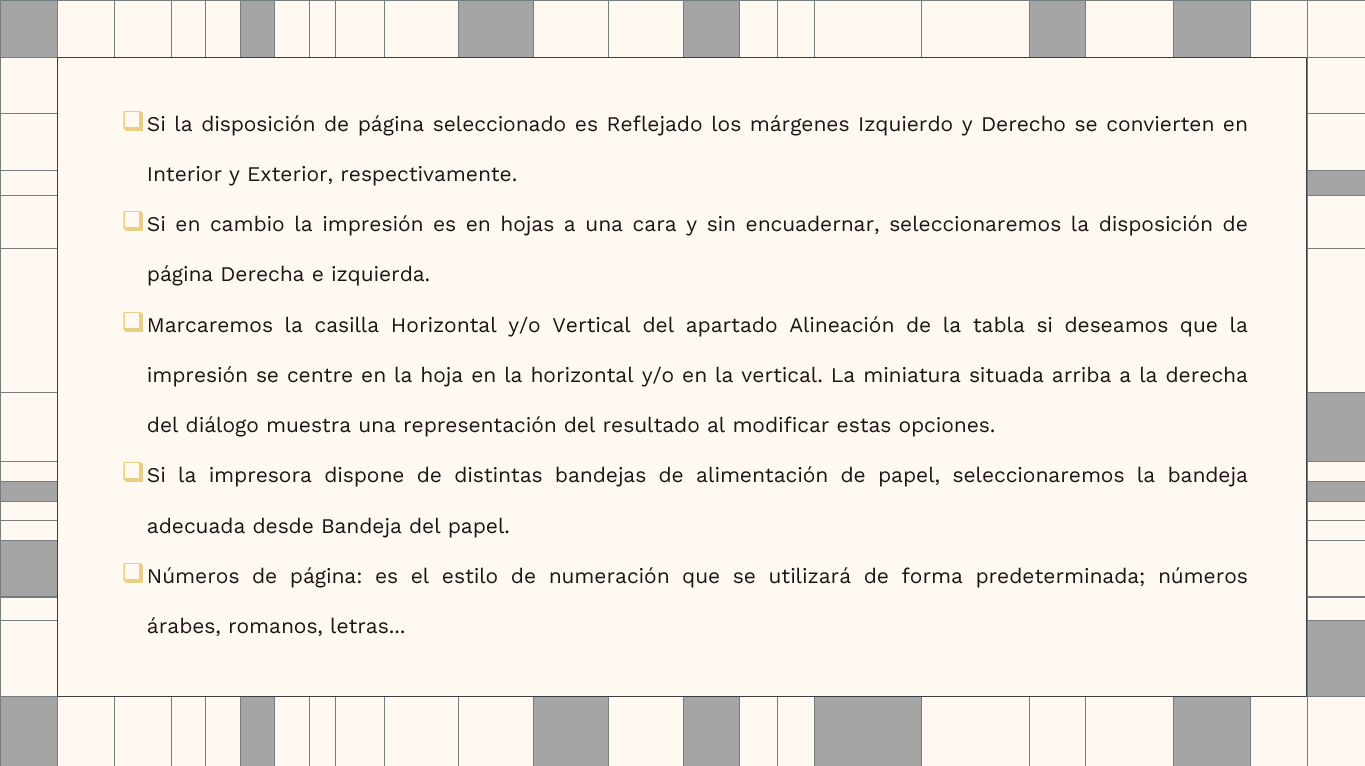 Si la disposición de página seleccionado es Reflejado los márgenes Izquierdo y Derecho se convierten en
Interior y Exterior, respectivamente.
Si en cambio la impresión es en hojas a una cara y sin encuadernar, seleccionaremos la disposición de
página Derecha e izquierda.
Marcaremos la casilla Horizontal y/o Vertical del apartado Alineación de la tabla si deseamos que la
impresión se centre en la hoja en la horizontal y/o en la vertical. La miniatura situada arriba a la derecha
del diálogo muestra una representación del resultado al modificar estas opciones.
Si la impresora dispone de distintas bandejas de alimentación de papel, seleccionaremos la bandeja
adecuada desde Bandeja del papel.
Números de página: es el estilo de numeración que se utilizará de forma predeterminada; números
árabes, romanos, letras...